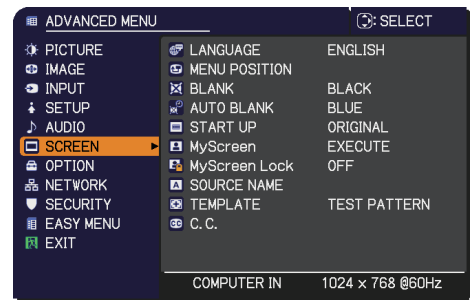 ADVANCED MENU : SELECT
PICTURE LANGUAGE ENGLISH
IMAGE MENU POSITION
INPUT BLANK BLACK
SETUP AUTO BLANK BLUE
AUDIO START UP ORIGINAL
SCREEN MyScreen EXECUTE
OPTION MyScreen Lock OFF
NETWORK SOURCE NAME
SECURITY TEMPLATE TEST PATTERN
EASY MENU C.C.
EXIT
COMPUTER IN 1024 x 768 @60Hz